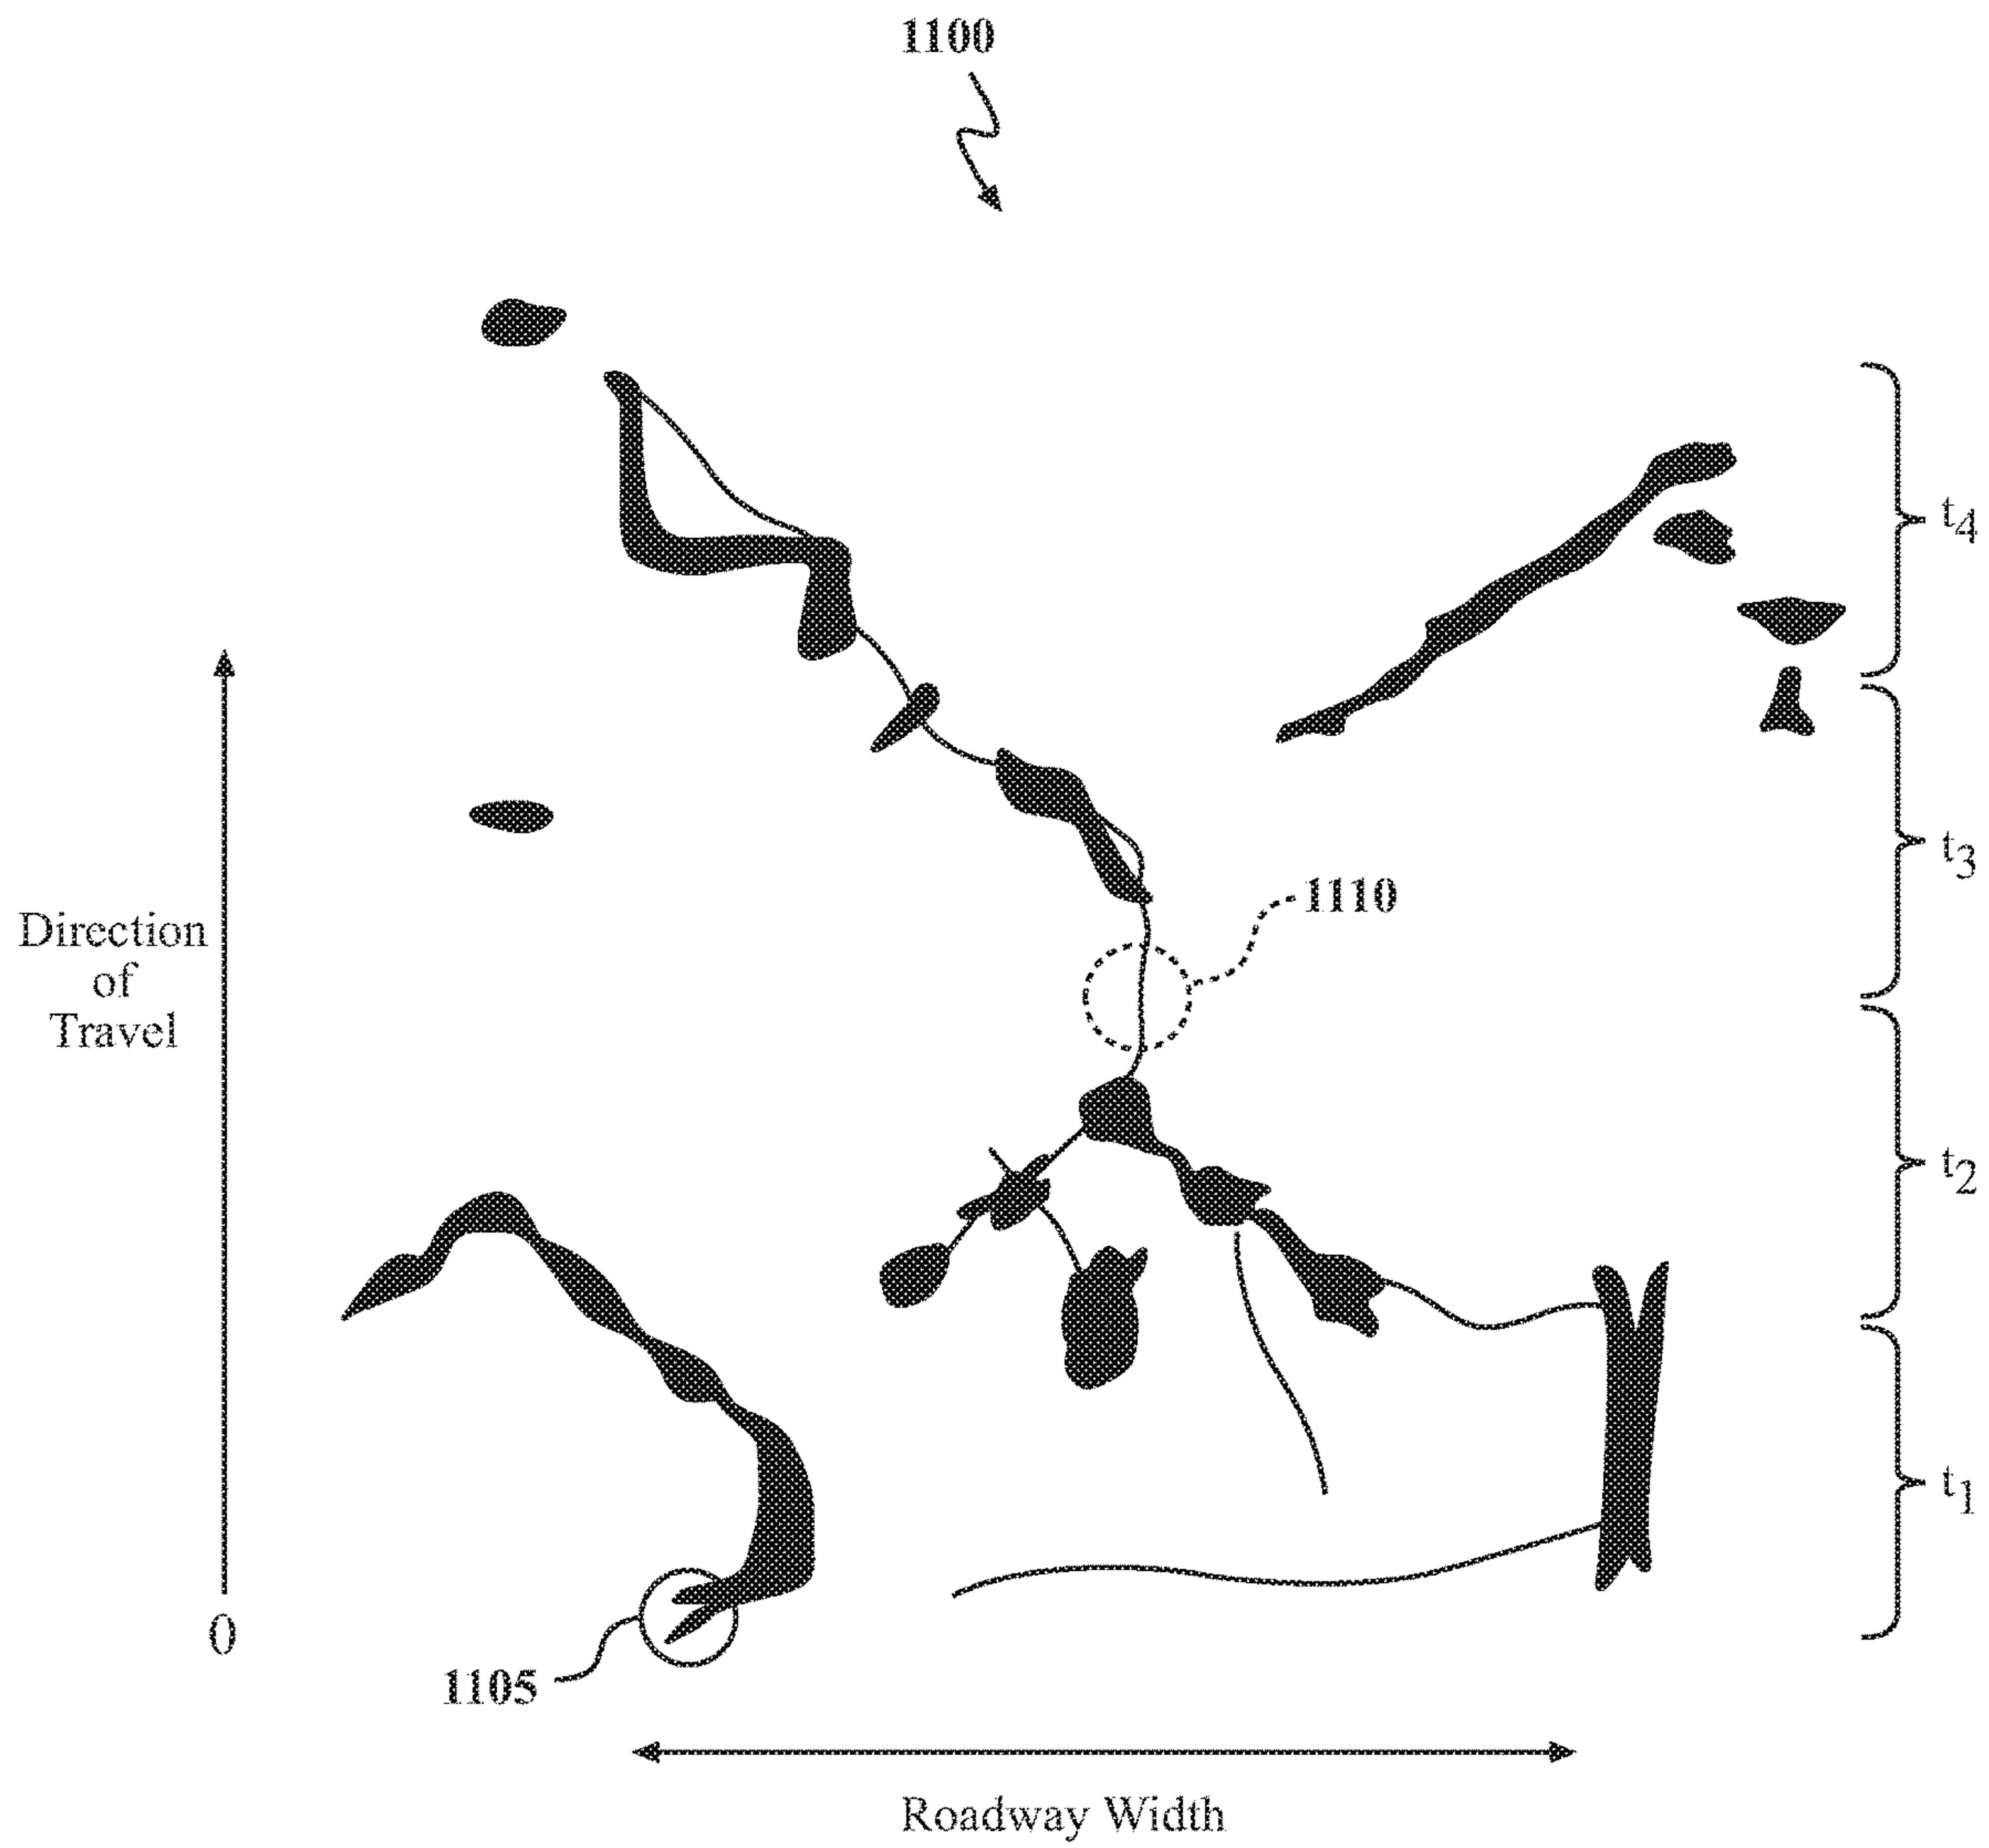 1100
t4
t3
1110
Direction
of
Travel
t2
t1
0
1105
Roadway Width